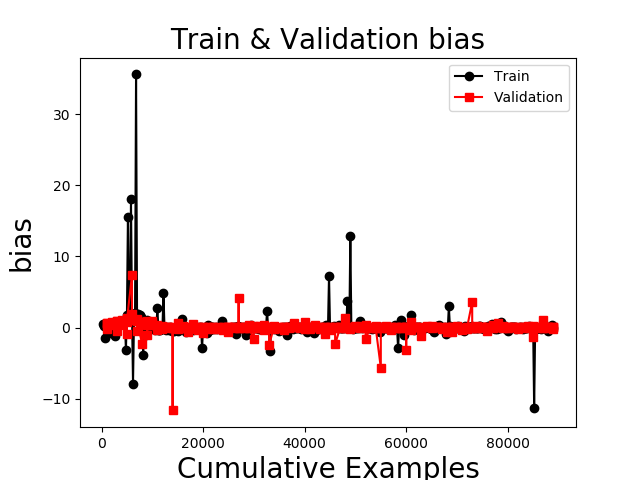 Train & Validation bias
Train
Validation
bias
30
20
10
0
−10
0
20000
40000
60000
80000
Cumulative Examples